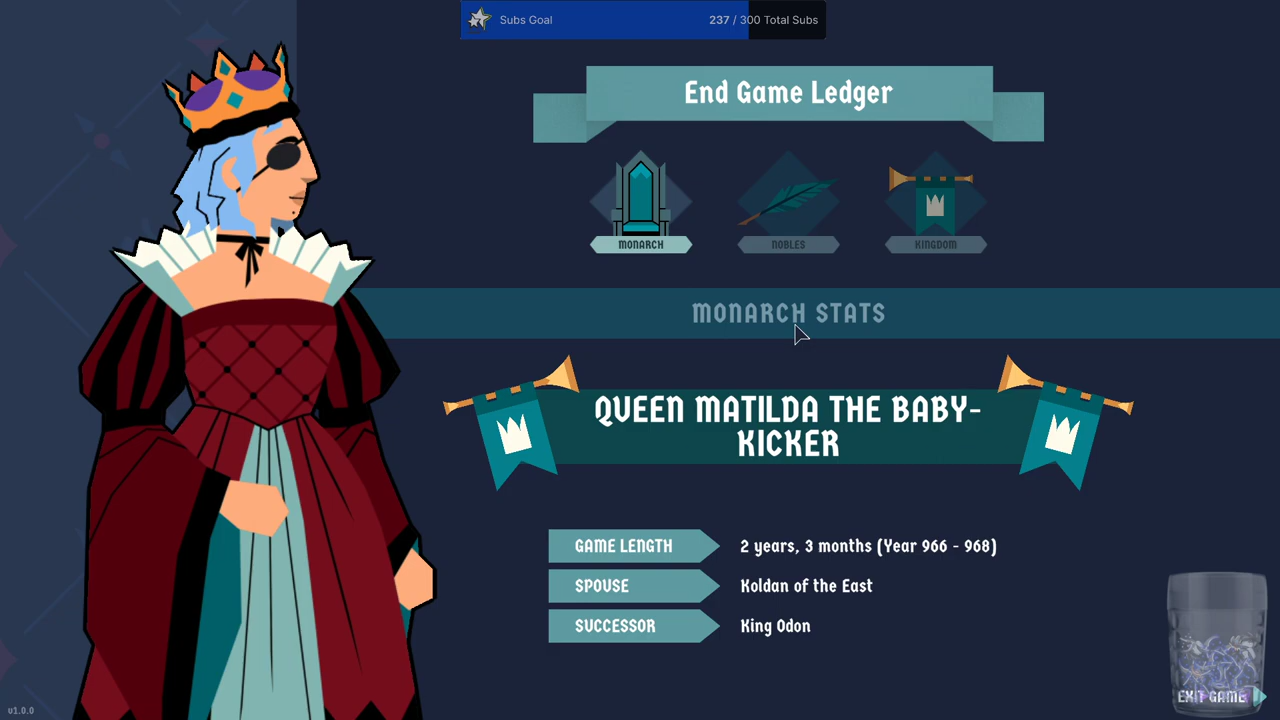 Subs Goal 237 / 300 Total Subs
End Game Ledger
MONARCH NOBLES KINGDOM
MONARCH STATS
QUEEN MATILDA THE BABY-
KICKER
GAME LENGTH 2 years, 3 months (Year 966 - 968)
SPOUSE Koldan of the East
SUCCESSOR King Odon
EXIT GAME
v1.0.0